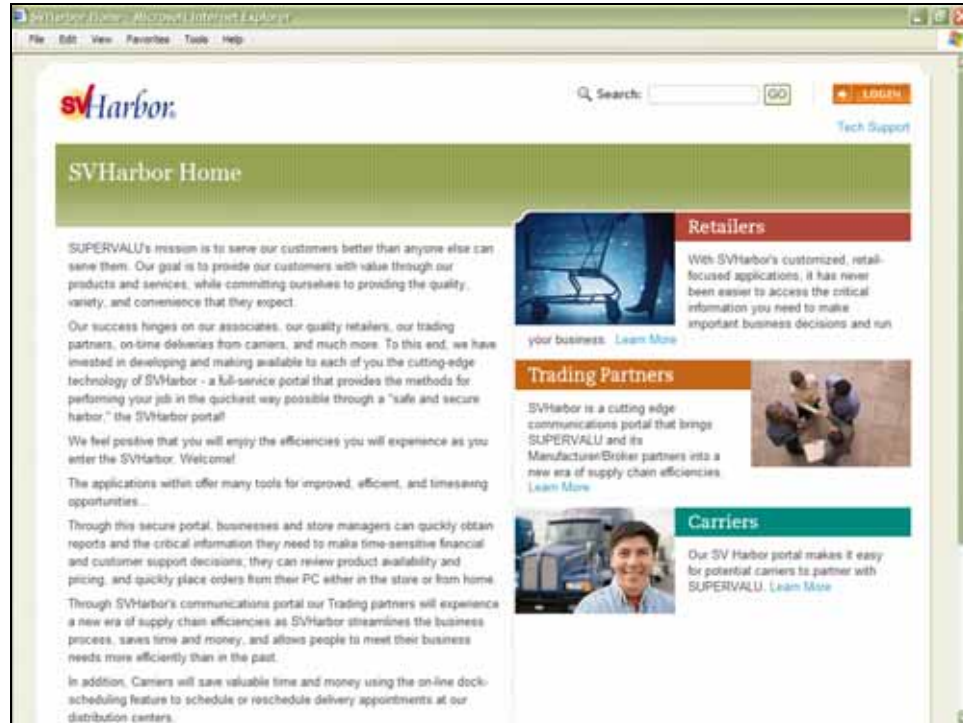 SVHarbor Home - Microsoft Internet Explorer
File Edit View Favorites Tools Help
SVHarbor.
Search: GO
LOGIN
Tech Support
SVHarbor Home
SUPERVALU's mission is to serve our customers better than anyone else can
serve them. Our goal is to provide our customers with value through our
products and services, while committing ourselves to providing the quality,
variety, and convenience that they expect.
Our success hinges on our associates, our quality retailers, our trading
partners, on-time deliveries from carriers, and much more. To this end, we have
invested in developing and making available to each of you the cutting-edge
technology of SVHarbor - a full-service portal that provides the methods for
performing your job in the quickest way possible through a "safe and secure
harbor," the SVHarbor portal!
We feel positive that you will enjoy the efficiencies you will experience as you
enter the SVHarbor. Welcome!
The applications within offer many tools for improved, efficient, and timesaving
opportunities...
Through this secure portal, businesses and store managers can quickly obtain
reports and the critical information they need to make time-sensitive financial
and customer support decisions; they can review product availability and
pricing, and quickly place orders from their PC either in the store or from home.
Through SVHarbor's communications portal our Trading partners will experience
a new era of supply chain efficiencies as SVHarbor streamlines the business
process, saves time and money, and allows people to meet their business
needs more efficiently than in the past.
In addition, Carriers will save valuable time and money using the on-line dock-
scheduling feature to schedule or reschedule delivery appointments at our
distribution centers.
Retailers
With SVHarbor's customized, retail-
focused applications, it has never
been easier to access the critical
information you need to make
important business decisions and run
your business. Learn More
Trading Partners
SVHarbor is a cutting edge
communications portal that brings
SUPERVALU and its
Manufacturer/Broker partners into a
new era of supply chain efficiencies.
Learn More
Carriers
Our SV Harbor portal makes it easy
for potential carriers to partner with
SUPERVALU. Learn More